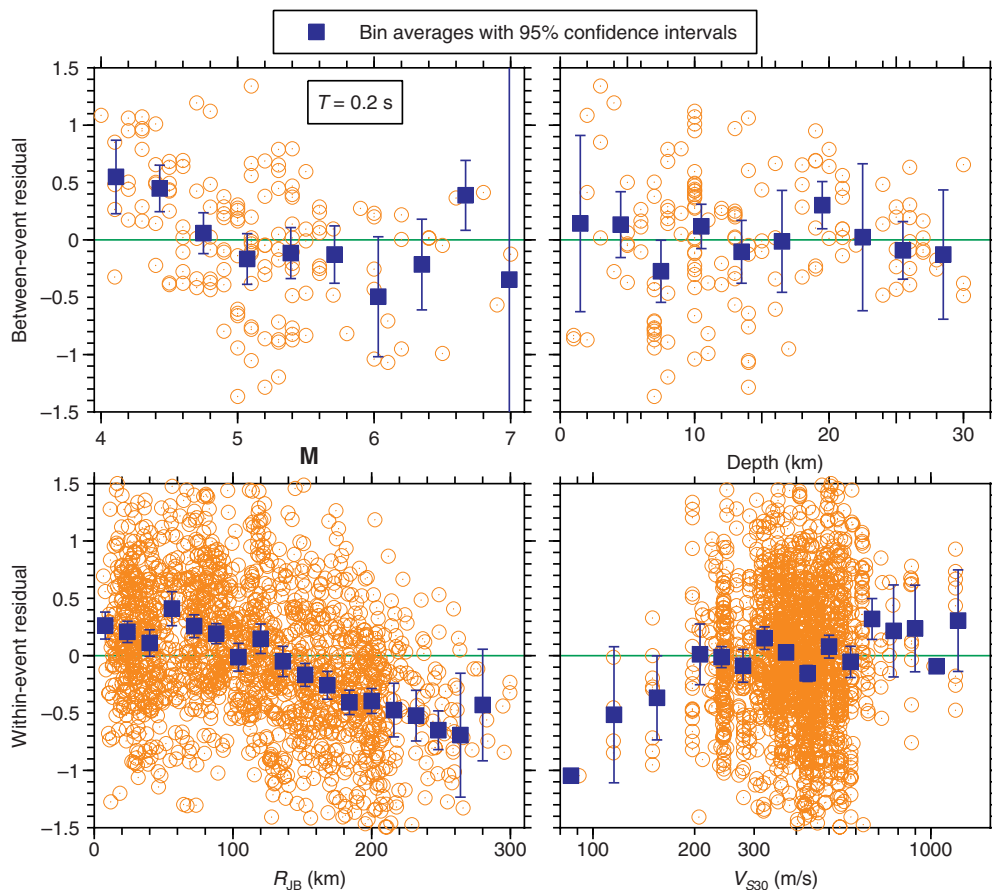 Bin averages with 95% confidence intervals
1.5
1
0.5
0
−0.5
−1
−1.5
Between-event residual
T = 0.2 s
4 5 6 7
M
0 10 20 30
Depth (km)
1.5
1
0.5
0
−0.5
−1
−1.5
Within-event residual
0 100 200 300
R_JB (km)
100 200 300 1000
V_S30 (m/s)